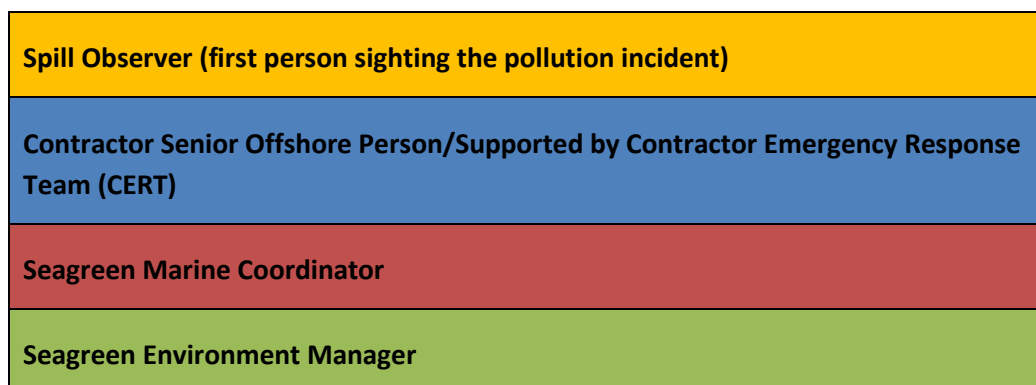 Spill Observer (first person sighting the pollution incident)
Contractor Senior Offshore Person/Supported by Contractor Emergency Response
Team (CERT)
Seagreen Marine Coordinator
Seagreen Environment Manager